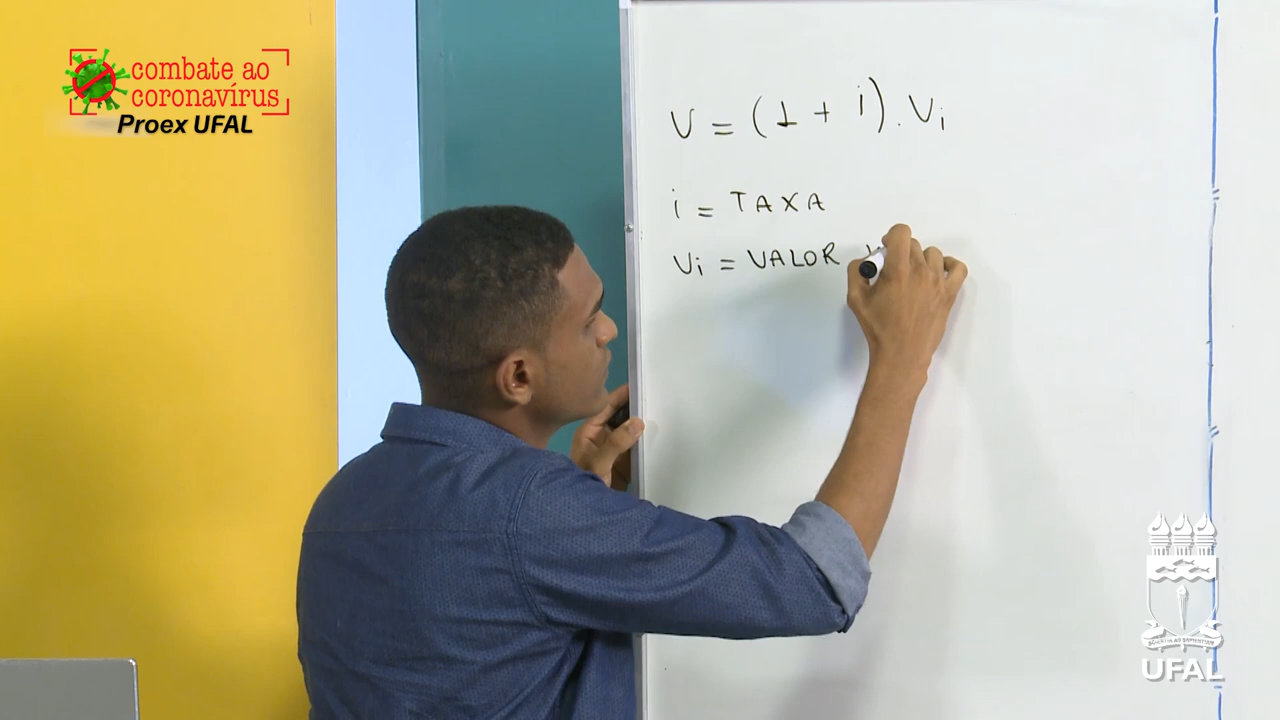 combate ao
coronavírus
Proex UFAL
V = (1 + i) . Vi
i = TAXA
Vi = VALOR
UFAL